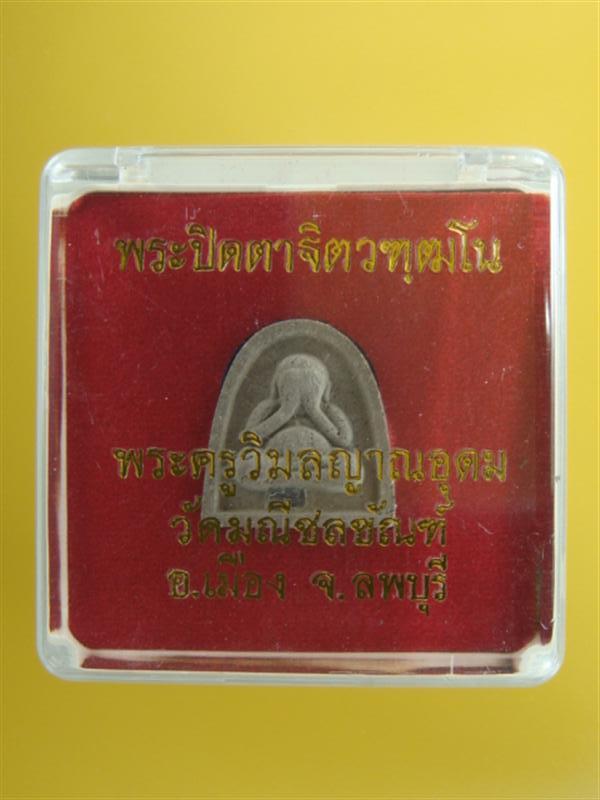 พระปิดตาจิตวฑฺฒโน
พระครูวิมลญาณอุดม
วัดมณีชลขัณฑ์
อ.เมือง จ.ลพบุรี